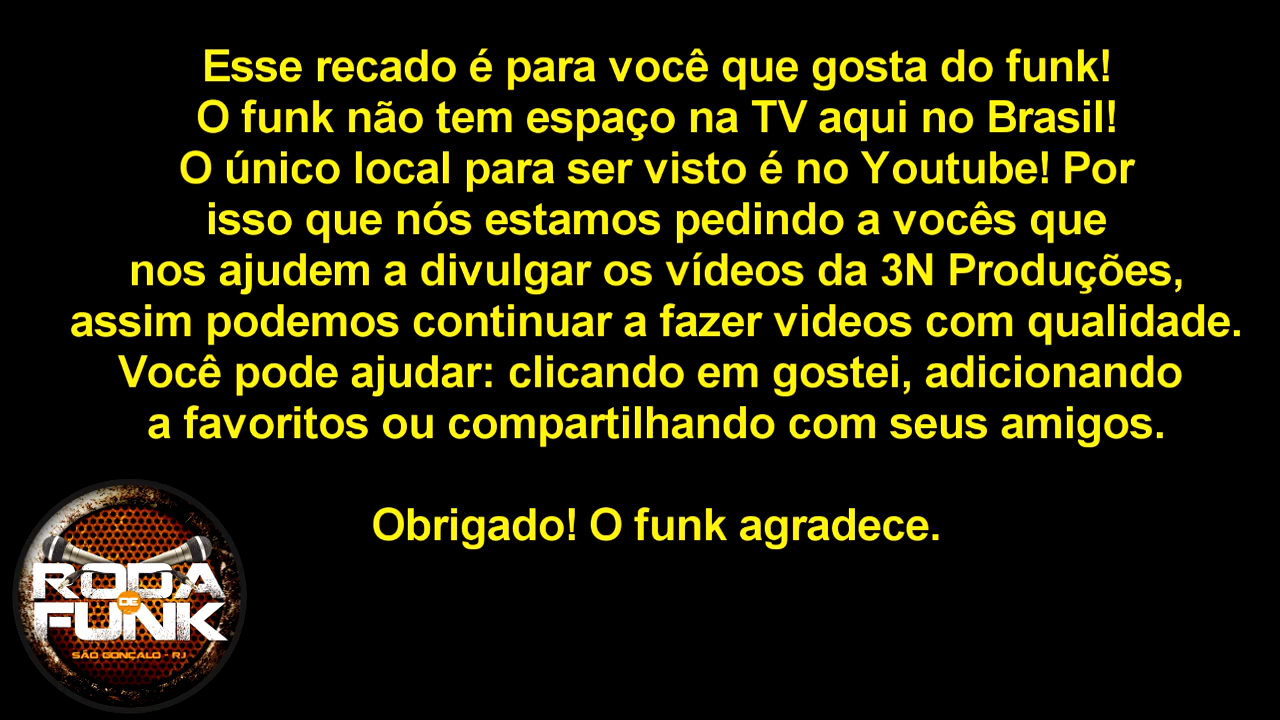 Esse recado é para você que gosta do funk!
O funk não tem espaço na TV aqui no Brasil!
O único local para ser visto é no Youtube! Por
isso que nós estamos pedindo a vocês que
nos ajudem a divulgar os vídeos da 3N Produções,
assim podemos continuar a fazer videos com qualidade.
Você pode ajudar: clicando em gostei, adicionando
a favoritos ou compartilhando com seus amigos.
Obrigado! O funk agradece.
RODA
DE
FUNK
SÃO GONÇALO - RJ